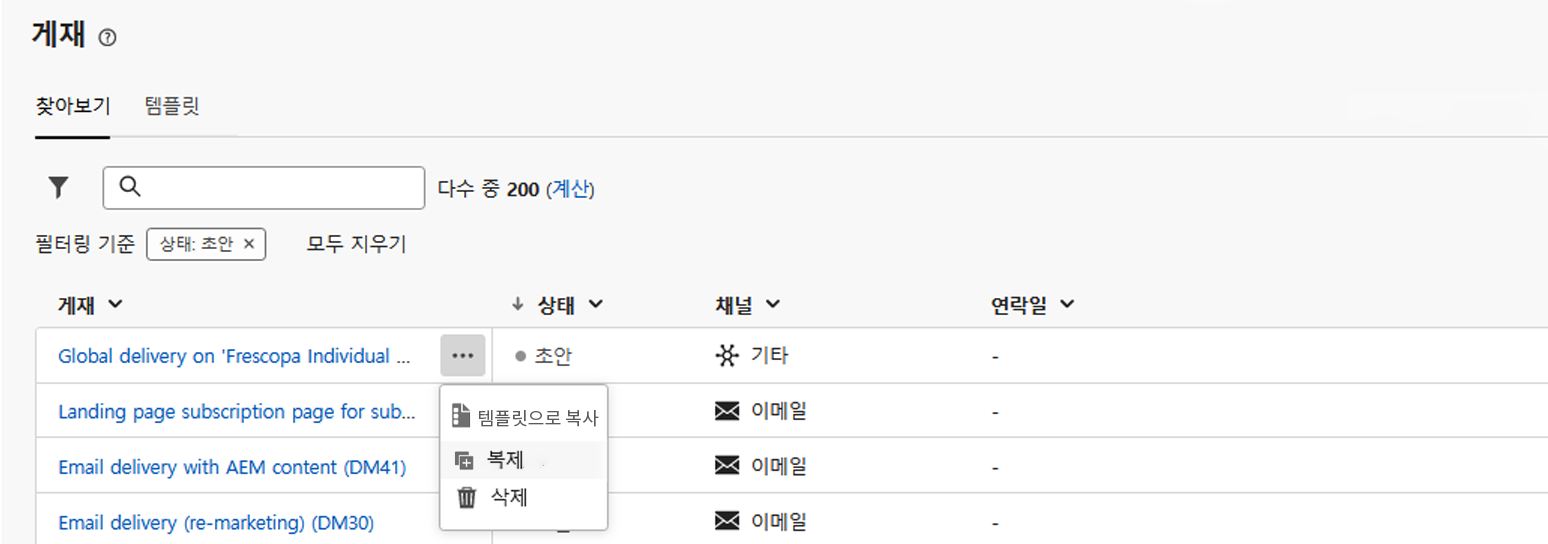 게재 ?
찾아보기 템플릿
다수 중 200 (계산)
필터링 기준 상태: 초안 × 모두 지우기
게재 상태 채널 연락일
Global delivery on 'Frescopa Individual ... ... 초안 기타 -
Landing page subscription page for sub... 이메일 -
템플릿으로 복사
복제
Email delivery with AEM content (DM41) 이메일 -
삭제
Email delivery (re-marketing) (DM30) 이메일 -